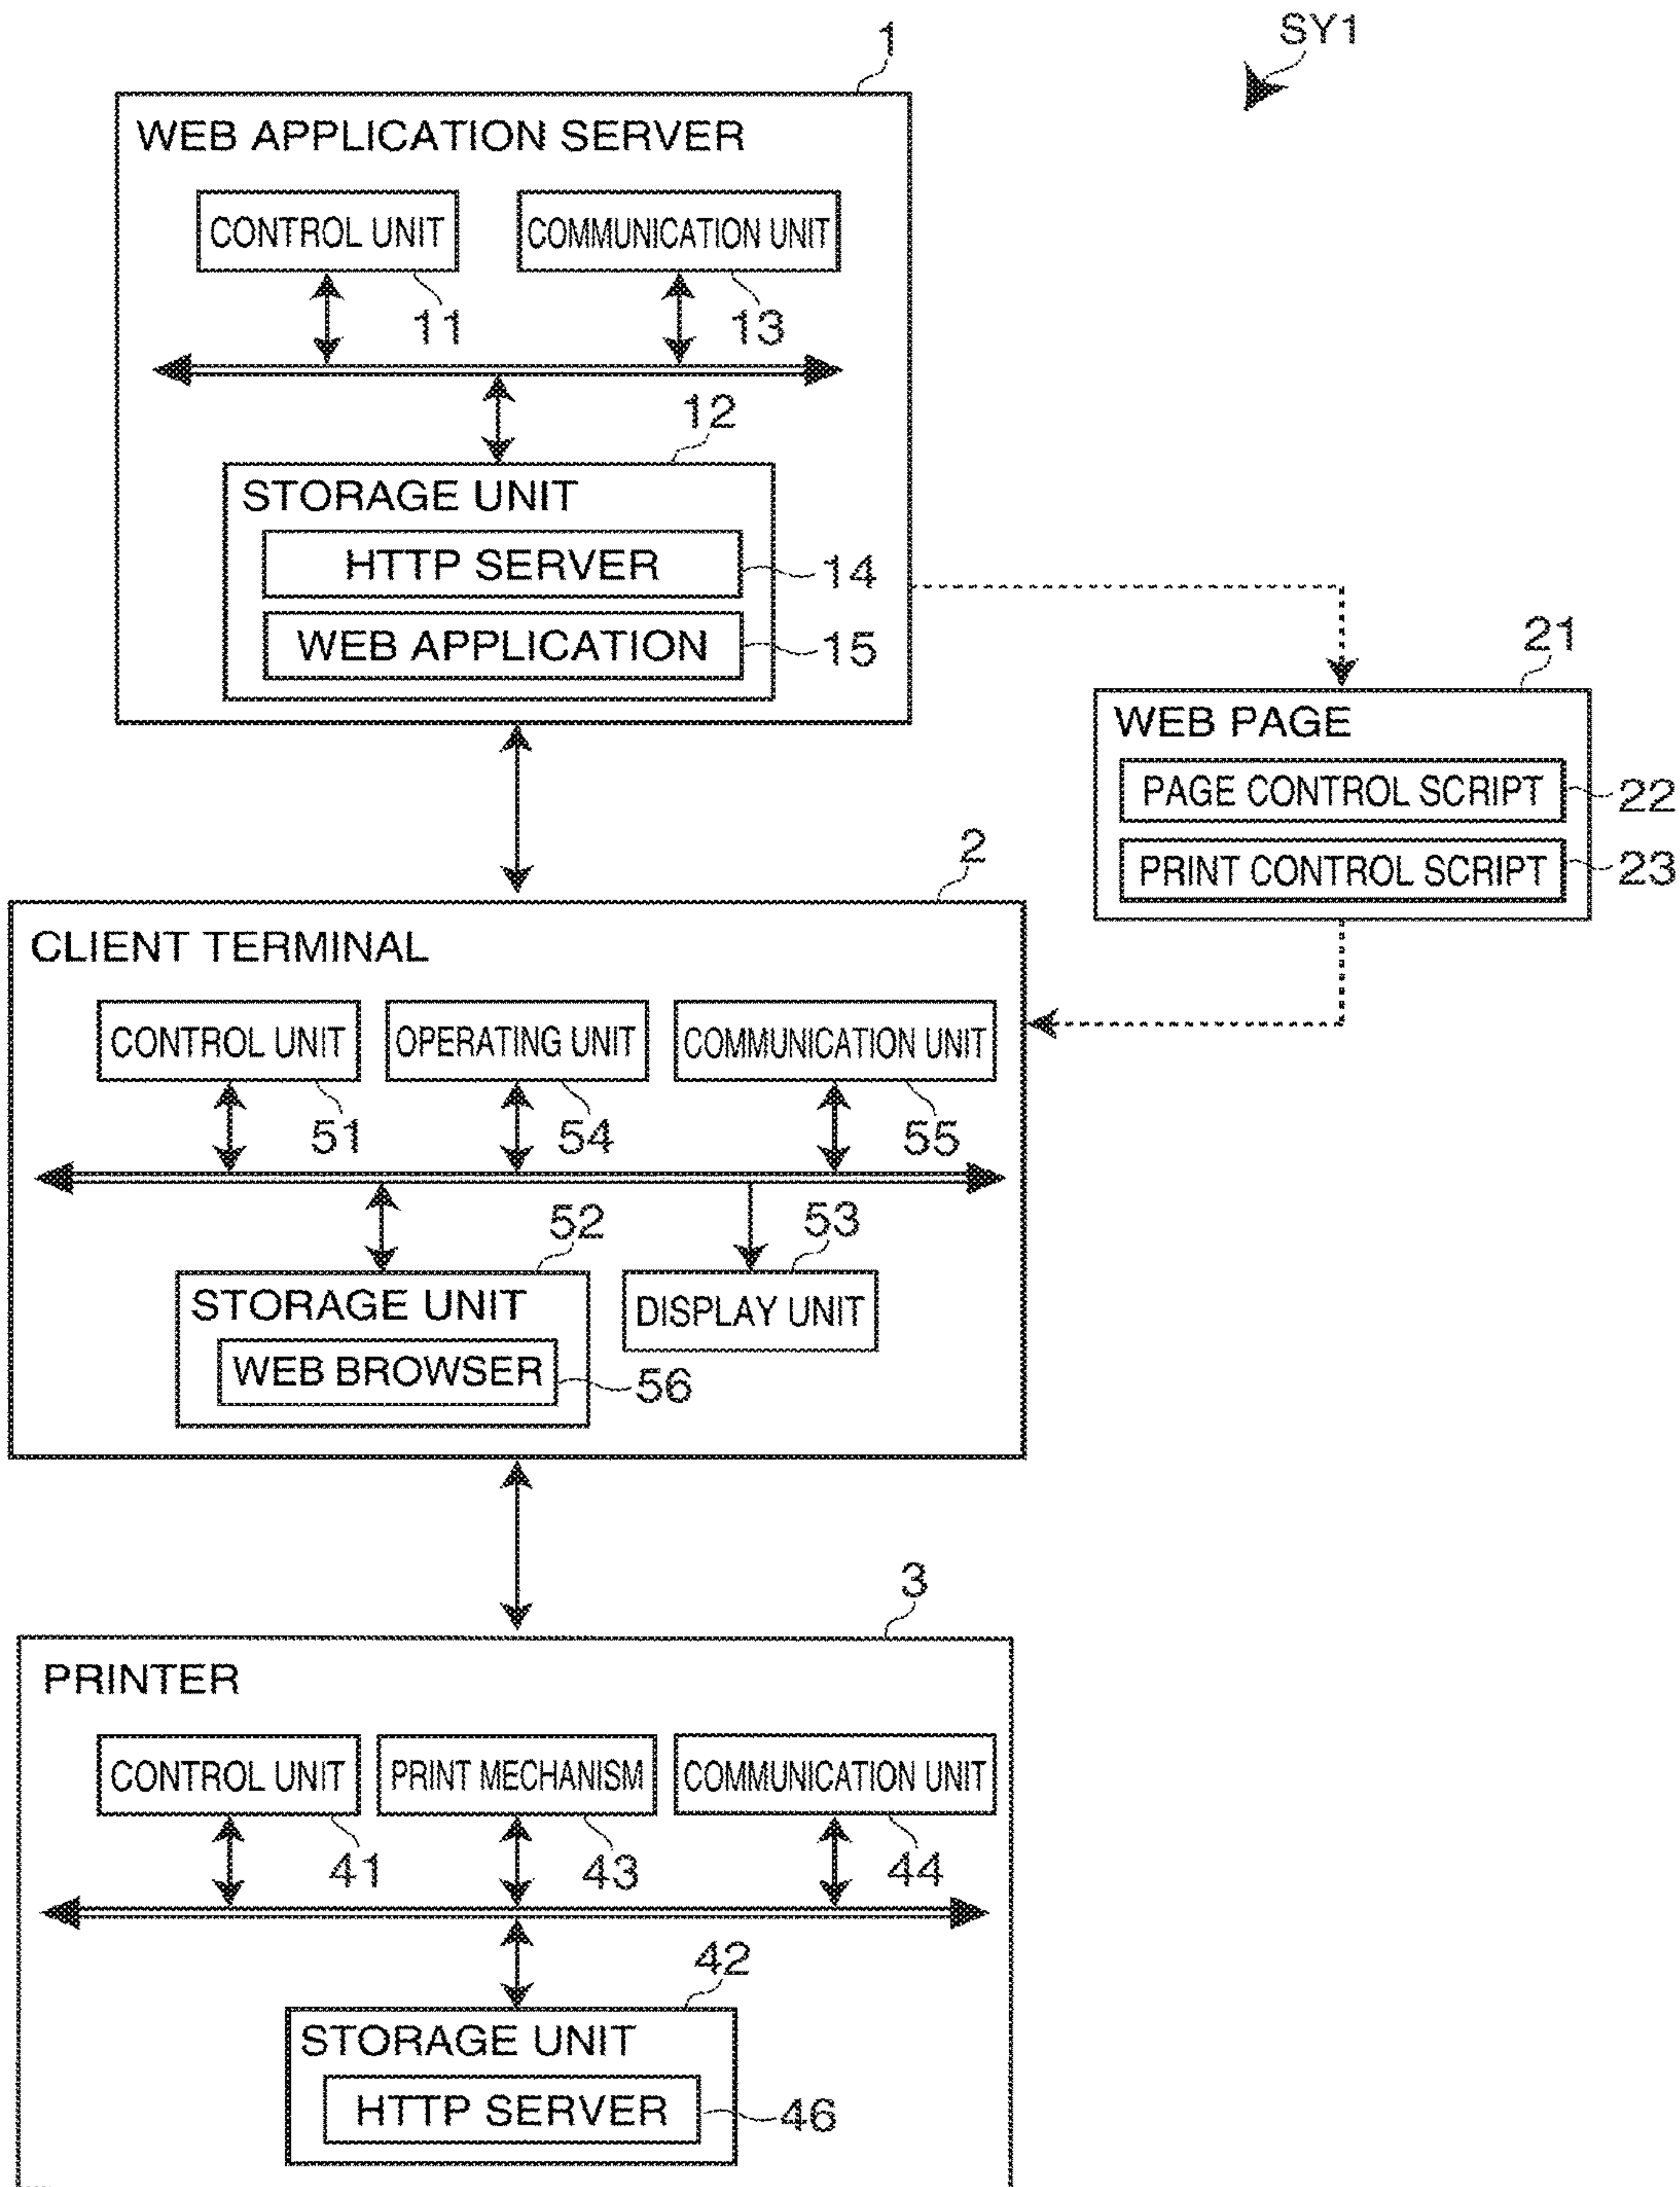 SY1
1
WEB APPLICATION SERVER
CONTROL UNIT
COMMUNICATION UNIT
11
13
12
STORAGE UNIT
HTTP SERVER
14
WEB APPLICATION
15
21
WEB PAGE
PAGE CONTROL SCRIPT
22
PRINT CONTROL SCRIPT
23
2
CLIENT TERMINAL
CONTROL UNIT
OPERATING UNIT
COMMUNICATION UNIT
51
54
55
52
53
STORAGE UNIT
DISPLAY UNIT
WEB BROWSER
56
3
PRINTER
CONTROL UNIT
PRINT MECHANISM
COMMUNICATION UNIT
41
43
44
42
STORAGE UNIT
HTTP SERVER
46